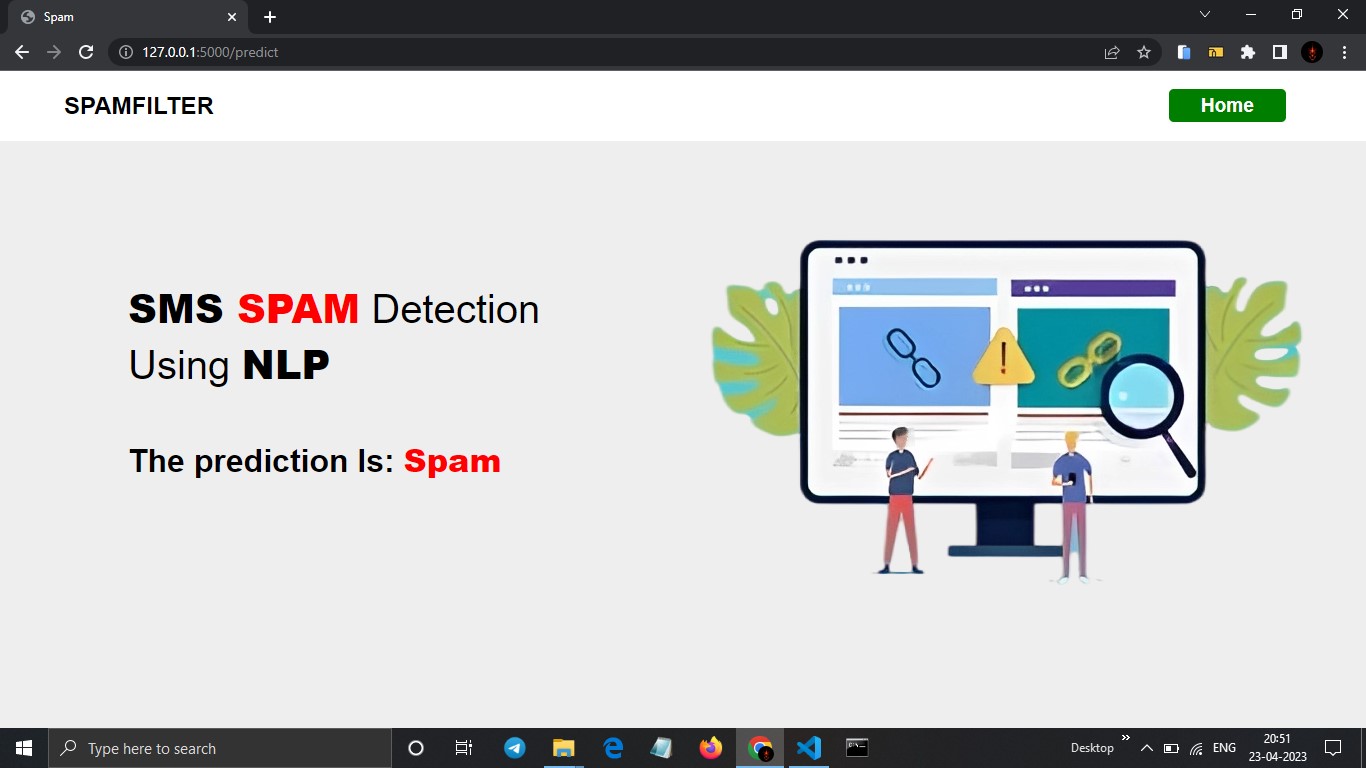 Spam
127.0.0.1:5000/predict
SPAMFILTER
Home
SMS SPAM Detection
Using NLP
The prediction Is: Spam
Type here to search
Desktop
ENG
20:51
23-04-2023